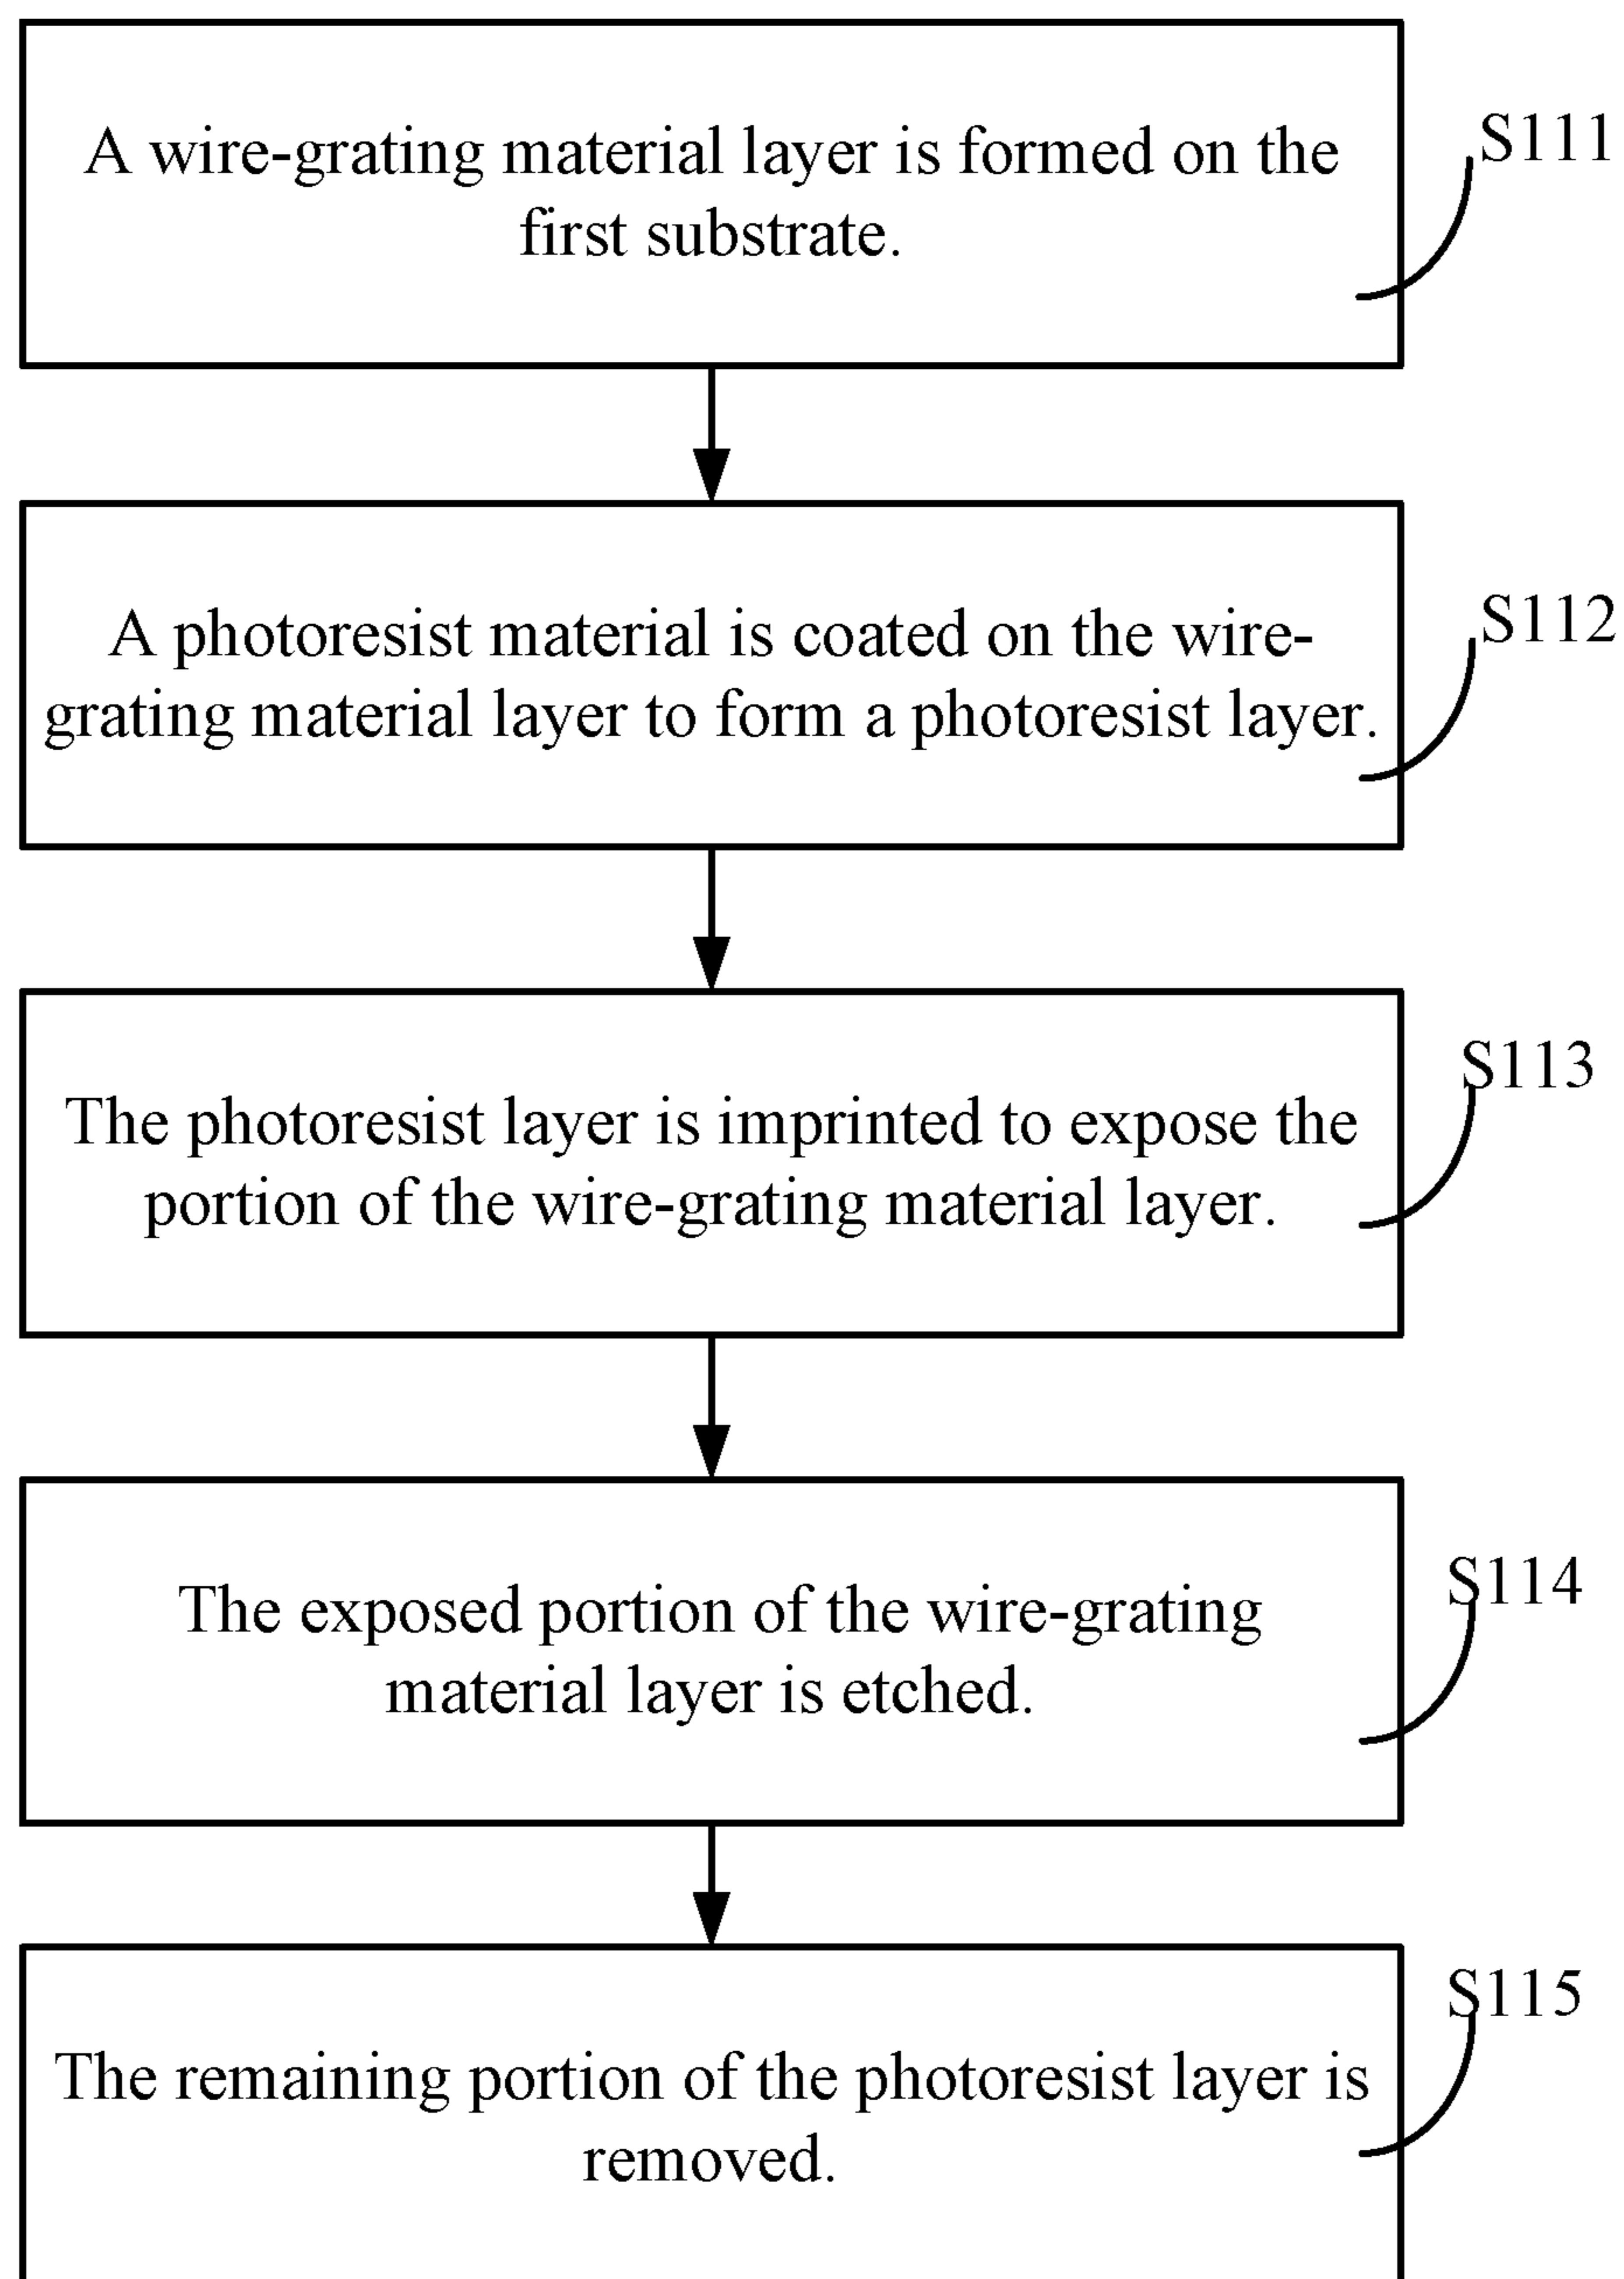 A wire-grating material layer is formed on the
first substrate.
S111
A photoresist material is coated on the wire-
grating material layer to form a photoresist layer.
S112
The photoresist layer is imprinted to expose the
portion of the wire-grating material layer.
S113
The exposed portion of the wire-grating
material layer is etched.
S114
The remaining portion of the photoresist layer is
removed.
S115